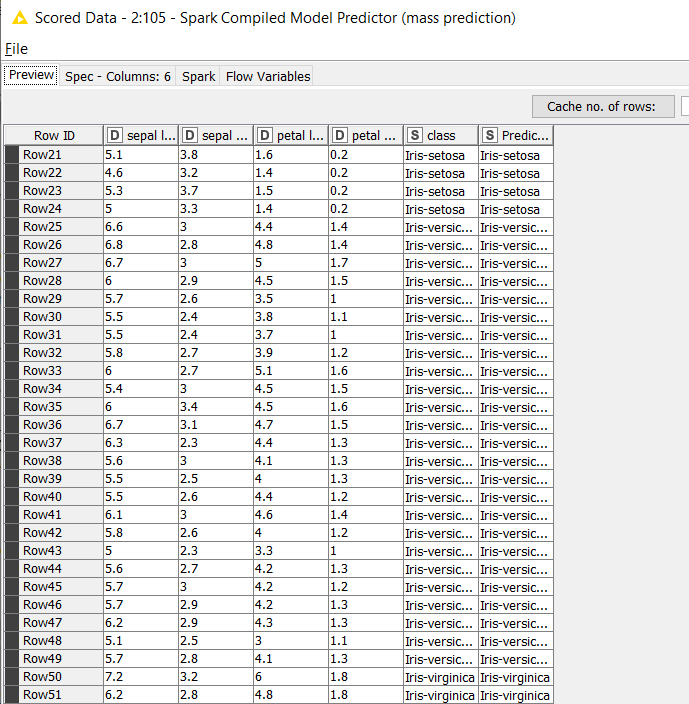 Scored Data - 2:105 - Spark Compiled Model Predictor (mass prediction)
File
Preview Spec - Columns: 6 Spark Flow Variables
Cache no. of rows:
Row ID D sepal l... D sepal ... D petal l... D petal ... S class S Predic...
Row21 5.1 3.8 1.6 0.2 Iris-setosa Iris-setosa
Row22 4.6 3.2 1.4 0.2 Iris-setosa Iris-setosa
Row23 5.3 3.7 1.5 0.2 Iris-setosa Iris-setosa
Row24 5 3.3 1.4 0.2 Iris-setosa Iris-setosa
Row25 6.6 3 4.4 1.4 Iris-versic... Iris-versic...
Row26 6.8 2.8 4.8 1.4 Iris-versic... Iris-versic...
Row27 6.7 3 5 1.7 Iris-versic... Iris-versic...
Row28 6 2.9 4.5 1.5 Iris-versic... Iris-versic...
Row29 5.7 2.6 3.5 1 Iris-versic... Iris-versic...
Row30 5.5 2.4 3.8 1.1 Iris-versic... Iris-versic...
Row31 5.5 2.4 3.7 1 Iris-versic... Iris-versic...
Row32 5.8 2.7 3.9 1.2 Iris-versic... Iris-versic...
Row33 6 2.7 5.1 1.6 Iris-versic... Iris-versic...
Row34 5.4 3 4.5 1.5 Iris-versic... Iris-versic...
Row35 6 3.4 4.5 1.6 Iris-versic... Iris-versic...
Row36 6.7 3.1 4.7 1.5 Iris-versic... Iris-versic...
Row37 6.3 2.3 4.4 1.3 Iris-versic... Iris-versic...
Row38 5.6 3 4.1 1.3 Iris-versic... Iris-versic...
Row39 5.5 2.5 4 1.3 Iris-versic... Iris-versic...
Row40 5.5 2.6 4.4 1.2 Iris-versic... Iris-versic...
Row41 6.1 3 4.6 1.4 Iris-versic... Iris-versic...
Row42 5.8 2.6 4 1.2 Iris-versic... Iris-versic...
Row43 5 2.3 3.3 1 Iris-versic... Iris-versic...
Row44 5.6 2.7 4.2 1.3 Iris-versic... Iris-versic...
Row45 5.7 3 4.2 1.2 Iris-versic... Iris-versic...
Row46 5.7 2.9 4.2 1.3 Iris-versic... Iris-versic...
Row47 6.2 2.9 4.3 1.3 Iris-versic... Iris-versic...
Row48 5.1 2.5 3 1.1 Iris-versic... Iris-versic...
Row49 5.7 2.8 4.1 1.3 Iris-versic... Iris-versic...
Row50 7.2 3.2 6 1.8 Iris-virginica Iris-virginica
Row51 6.2 2.8 4.8 1.8 Iris-virginica Iris-virginica